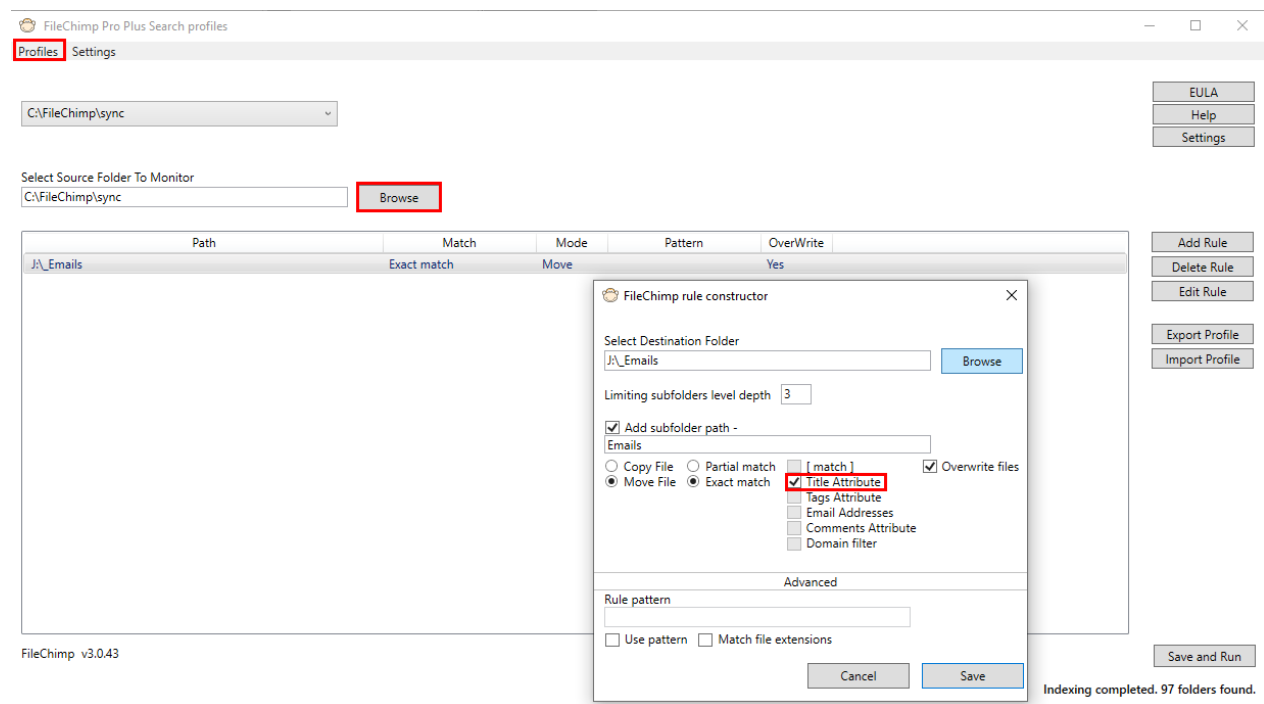 FileChimp Pro Plus Search profiles
Profiles Settings
EULA
C:\FileChimp\sync
Help
Settings
Select Source Folder To Monitor
C:\FileChimp\sync
Browse
Path Match Mode Pattern OverWrite
J:\_Emails Exact match Move Yes
Add Rule
Delete Rule
Edit Rule
Export Profile
Import Profile
FileChimp rule constructor
Select Destination Folder
J:\_Emails
Browse
Limiting subfolders level depth 3
Add subfolder path -
Emails
Copy File Partial match [ match ] Overwrite files
Move File Exact match Title Attribute
Tags Attribute
Email Addresses
Comments Attribute
Domain filter
Advanced
Rule pattern
Use pattern Match file extensions
Cancel Save
FileChimp v3.0.43
Save and Run
Indexing completed. 97 folders found.